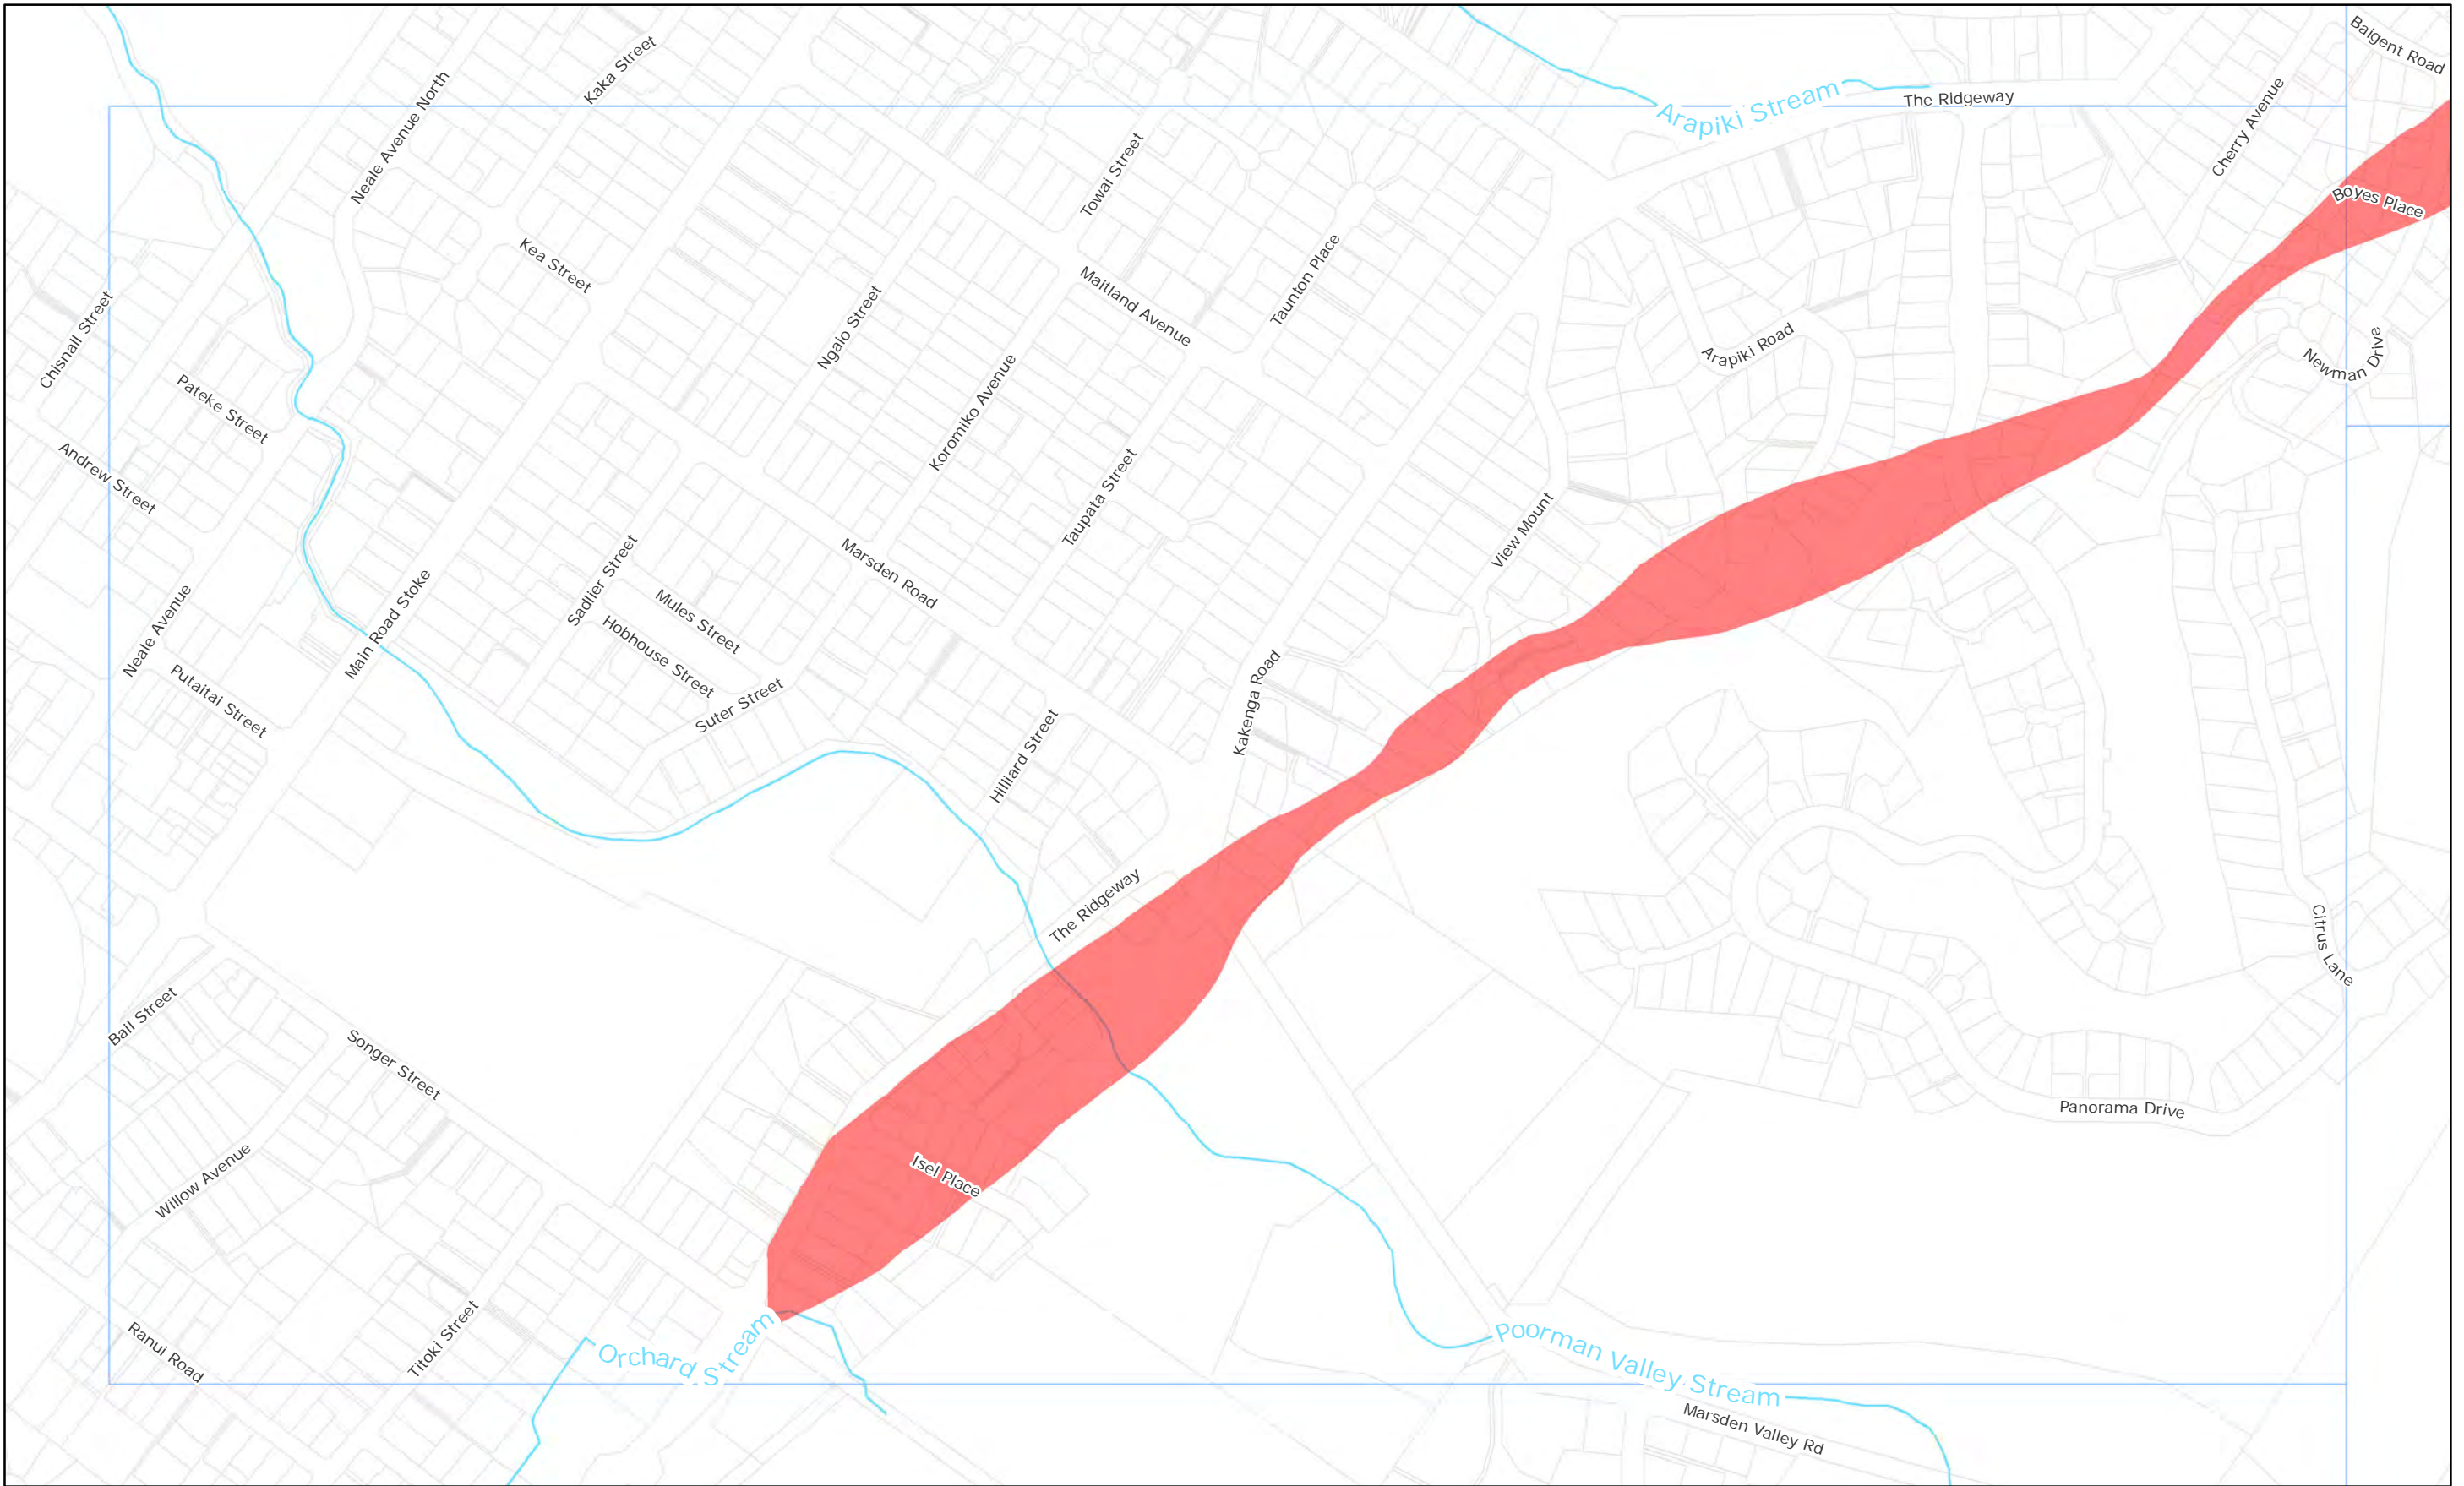 Baigent Road
Kaka Street
Neale Avenue North
Arapiki Stream
The Ridgeway
Cherry Avenue
Towai Street
Boyes Place
Kea Street
Maitland Avenue
Taunton Place
Chisnall Street
Ngaio Street
Arapiki Road
Newman Drive
Pateke Street
Koromiko Avenue
Andrew Street
Taupata Street
View Mount
Marsden Road
Sadlier Street
Main Road Stoke
Neale Avenue
Mules Street
Hobhouse Street
Putaitai Street
Suter Street
Kakenga Road
Hilliard Street
The Ridgeway
Citrus Lane
Bail Street
Songer Street
Panorama Drive
Isel Place
Willow Avenue
Orchard Stream
Poorman Valley Stream
Titoki Street
Ranui Road
Marsden Valley Rd